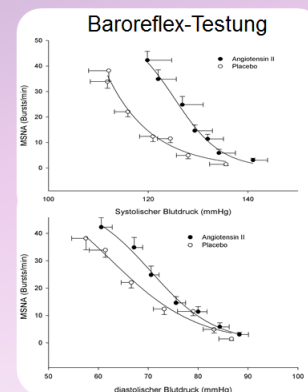 Baroreflex-Testung
50
40
30
20
10
0
MSNA (Bursts/min)
Angiotensin II
Placebo
100
120
140
Systolischer Blutdruck (mmHg)
40
30
20
10
0
MSNA (Bursts/min)
Angiotensin II
Placebo
50
60
70
80
90
100
diastolischer Blutdruck (mmHg)